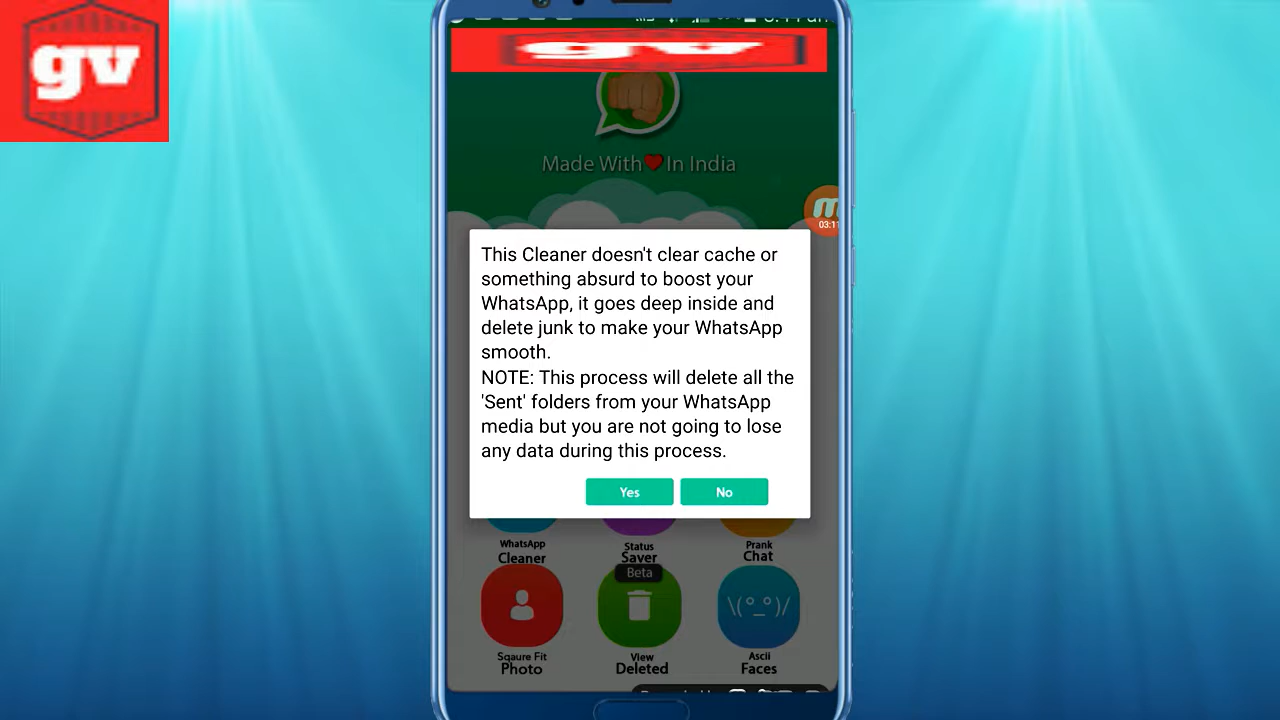 gv
gv
Made With In India
03:11
This Cleaner doesn't clear cache or
something absurd to boost your
WhatsApp, it goes deep inside and
delete junk to make your WhatsApp
smooth.
NOTE: This process will delete all the
'Sent' folders from your WhatsApp
media but you are not going to lose
any data during this process.
Yes No
WhatsApp
Cleaner
Status
Saver
Prank
Chat
Beta
\(°_°)/
Sqaure Fit
Photo
View
Deleted
Ascii
Faces